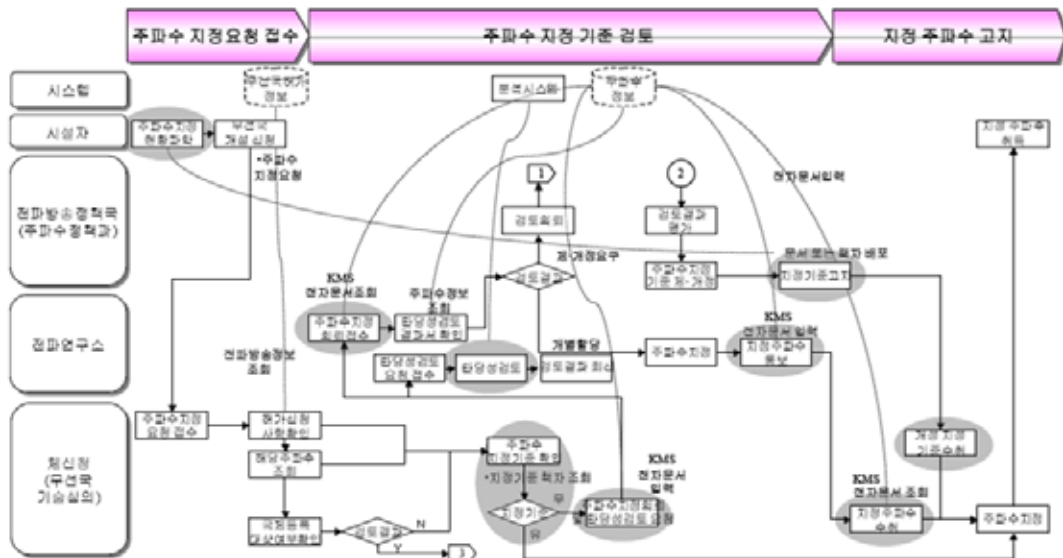 주파수 지정요청 접수
주파수 지정 기준 검토
지정 주파수 고지
시스템
무선국허가
정보
분석시스템
주파수
정보
시설자
주파수지정
현황파악
무선국
개설신청
지정 주파수
취득
•주파수
지정요청
전자문서입력
1
2
전파방송정책국
(주파수정책과)
검토의뢰
검토결과
평가
제·개정요구
문서 또는 책자 배포
KMS
전자문서조회
주파수정보
조회
검토결과
주파수지정
기준 제·개정
지정기준고지
전파연구소
주파수지정
의뢰접수
타당성검토
결과서 확인
KMS
전자문서 입력
개별할당
전파방송정보
조회
타당성검토
요청 접수
타당성검토
검토결과 회신
주파수지정
지정주파수
통보
체신청
(무선국
기술심의)
주파수지정
요청 접수
허가신청
사항확인
주파수
지정기준 확인
개정 지정
기준수취
해당주파수
조회
•지정기준 책자 조회
KMS
전자문서
입력
KMS
전자문서 조회
국제등록
대상여부확인
검토결과
N
Y
3
지정기준
무
유
주파수지정의뢰
및 타당성검토 요청
지정주파수
수취
주파수지정